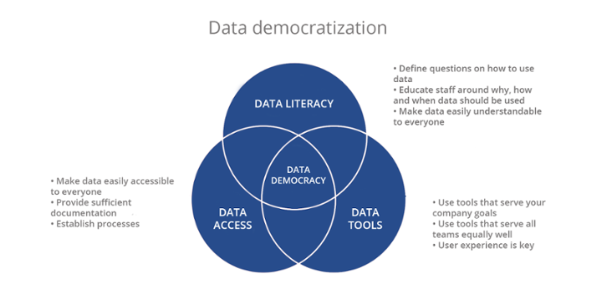 Data democratization
DATA LITERACY
• Define questions on how to use
data
• Educate staff around why, how
and when data should be used
• Make data easily understandable
to everyone
DATA
DEMOCRACY
• Make data easily accessible
to everyone
• Provide sufficient
documentation
• Establish processes
DATA
ACCESS
DATA
TOOLS
• Use tools that serve your
company goals
• Use tools that serve all
teams equally well
• User experience is key